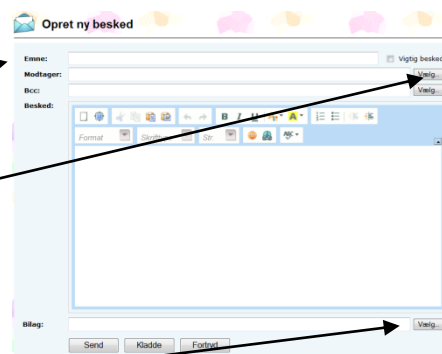 Opret ny besked
Emne:
Vigtig besked
Modtager:
Vælg..
Bcc:
Vælg..
Besked:
B I U A
Format Skrifttype Str.
ABC
Bilag:
Vælg..
Send Kladde Fortryd